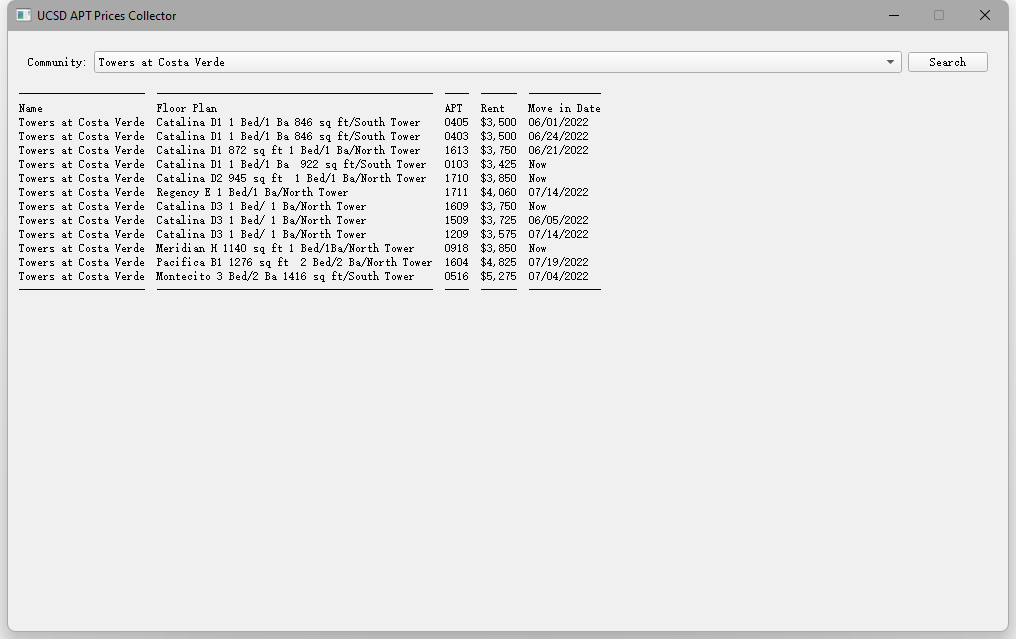 UCSD APT Prices Collector
Community: Towers at Costa Verde Search
Name Floor Plan APT Rent Move in Date
Towers at Costa Verde Catalina D1 1 Bed/1 Ba 846 sq ft/South Tower 0405 $3,500 06/01/2022
Towers at Costa Verde Catalina D1 1 Bed/1 Ba 846 sq ft/South Tower 0403 $3,500 06/24/2022
Towers at Costa Verde Catalina D1 872 sq ft 1 Bed/1 Ba/North Tower 1613 $3,750 06/21/2022
Towers at Costa Verde Catalina D1 1 Bed/1 Ba  922 sq ft/South Tower 0103 $3,425 Now
Towers at Costa Verde Catalina D2 945 sq ft  1 Bed/1 Ba/North Tower 1710 $3,850 Now
Towers at Costa Verde Regency E 1 Bed/1 Ba/North Tower 1711 $4,060 07/14/2022
Towers at Costa Verde Catalina D3 1 Bed/ 1 Ba/North Tower 1609 $3,750 Now
Towers at Costa Verde Catalina D3 1 Bed/ 1 Ba/North Tower 1509 $3,725 06/05/2022
Towers at Costa Verde Catalina D3 1 Bed/ 1 Ba/North Tower 1209 $3,575 07/14/2022
Towers at Costa Verde Meridian H 1140 sq ft 1 Bed/1Ba/North Tower 0918 $3,850 Now
Towers at Costa Verde Pacifica B1 1276 sq ft  2 Bed/2 Ba/North Tower 1604 $4,825 07/19/2022
Towers at Costa Verde Montecito 3 Bed/2 Ba 1416 sq ft/South Tower 0516 $5,275 07/04/2022